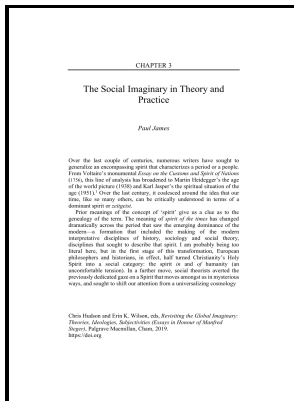 CHAPTER 3
The Social Imaginary in Theory and
Practice
Paul James
Over the last couple of centuries, numerous writers have sought to
generalize an encompassing spirit that characterizes a period or a people.
From Voltaire's monumental Essay on the Customs and Spirit of Nations
(1756), this line of analysis has broadened to Martin Heidegger's the age
of the world picture (1938) and Karl Jasper's the spiritual situation of the
age (1951).¹ Over the last century, it coalesced around the idea that our
time, like so many others, can be critically understood in terms of a
dominant spirit or zeitgeist.
Prior meanings of the concept of 'spirit' give us a clue as to the
genealogy of the term. The meaning of spirit of the times has changed
dramatically across the period that saw the emerging dominance of the
modern—a formation that included the making of the modern
interpretative disciplines of history, sociology and social theory,
disciplines that sought to describe that spirit. I am probably being too
literal here, but in the first stage of this transformation, European
philosophers and historians, in effect, half turned Christianity's Holy
Spirit into a social category: the spirit in and of humanity (an
uncomfortable tension). In a further move, social theorists averted the
previously dedicated gaze on a Spirit that moves amongst us in mysterious
ways, and sought to shift our attention from a universalizing cosmology
Chris Hudson and Erin K. Wilson, eds, Revisiting the Global Imaginary:
Theories, Ideologies, Subjectivities (Essays in Honour of Manfred
Steger), Palgrave Macmillan, Cham, 2019.
https://doi.org